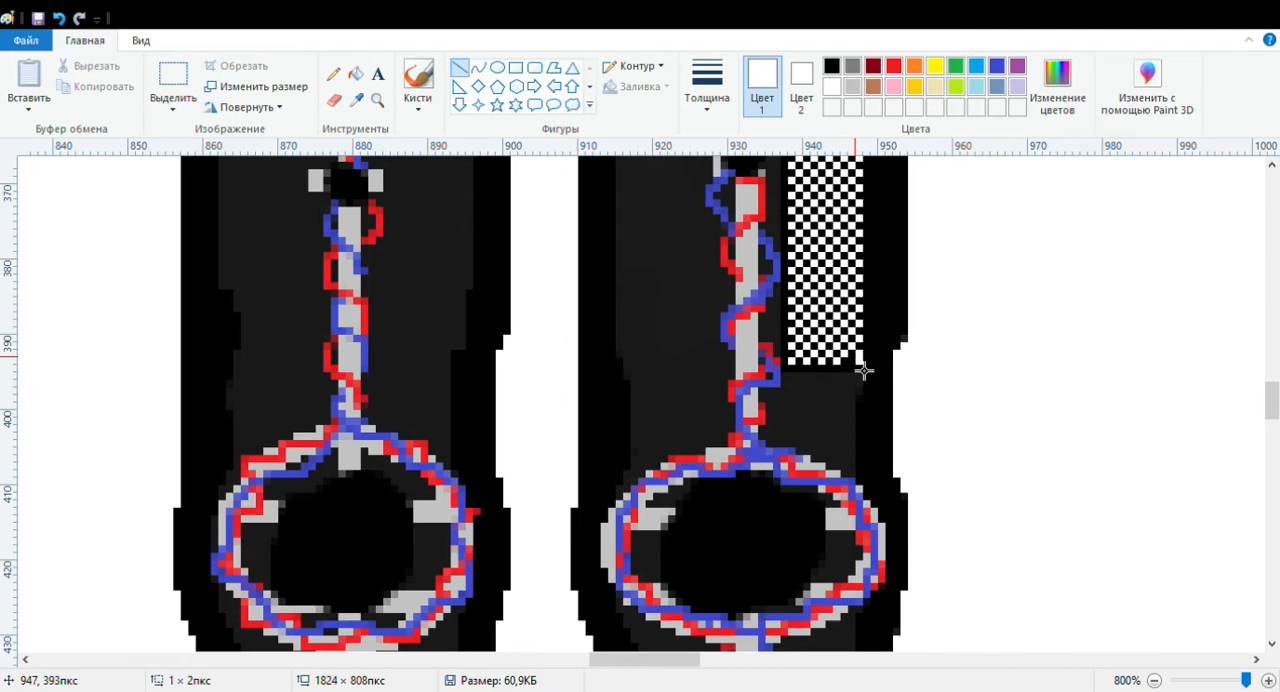 Файл Главная Вид
Вставить
Вырезать
Копировать
Буфер обмена
Выделить
Обрезать
Изменить размер
Повернуть
Изображение
A
Инструменты
Кисти
Контур
Заливка
Фигуры
Толщина
Цвет
1
Цвет
2
Изменение
цветов
Цвета
Изменить с
помощью Paint 3D
840 850 860 870 880 890 900 910 920 930 940 950 960 970 980 990 1000
370
380
390
400
410
420
430
947, 393пкс
1 × 2пкс
1824 × 808пкс
Размер: 60,9КБ
800%